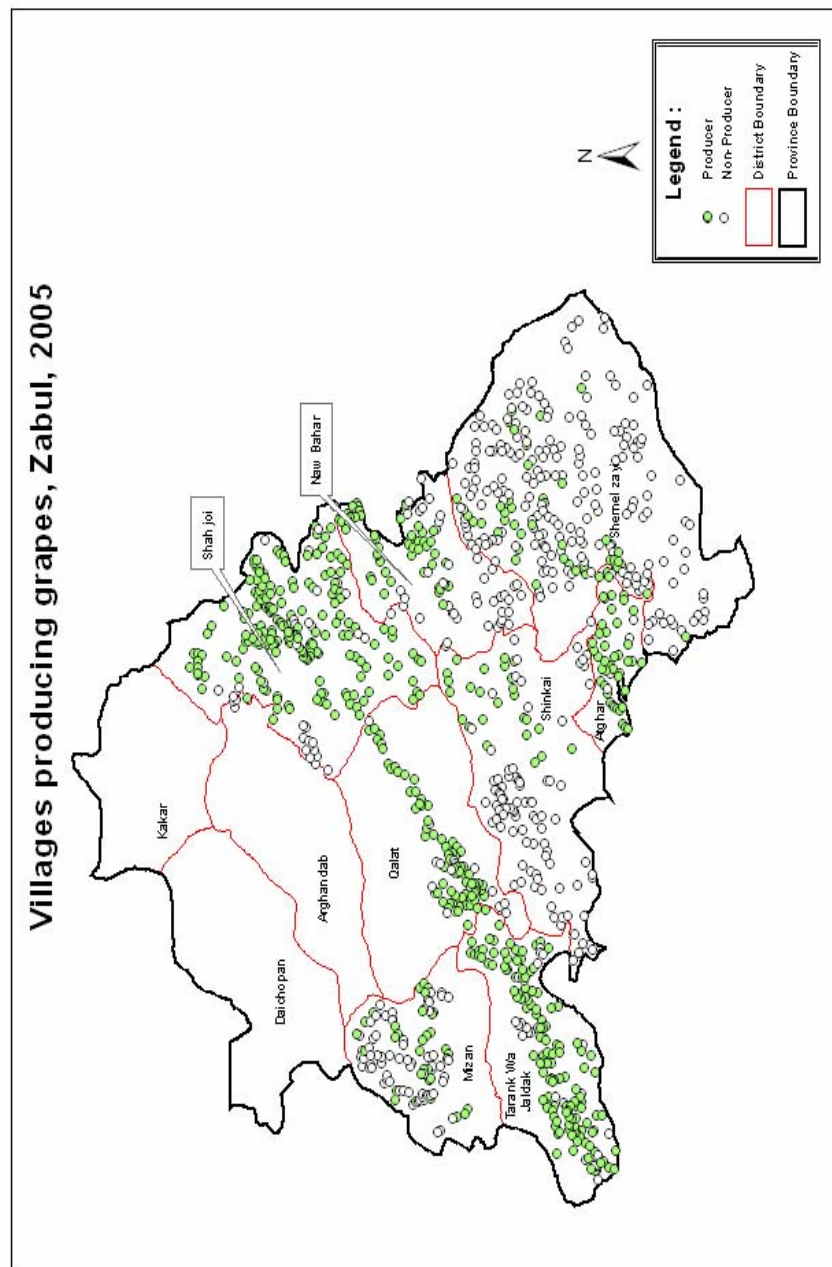 Villages producing grapes, Zabul, 2005
Kakar
Daichopan
Shah joi
Arghandab
Naw Bahar
Qalat
Mizan
Tarank Wa
Jaldak
Shinkai
Atghar
Shemel zayi
N
Legend :
Producer
Non-Producer
District Boundary
Province Boundary